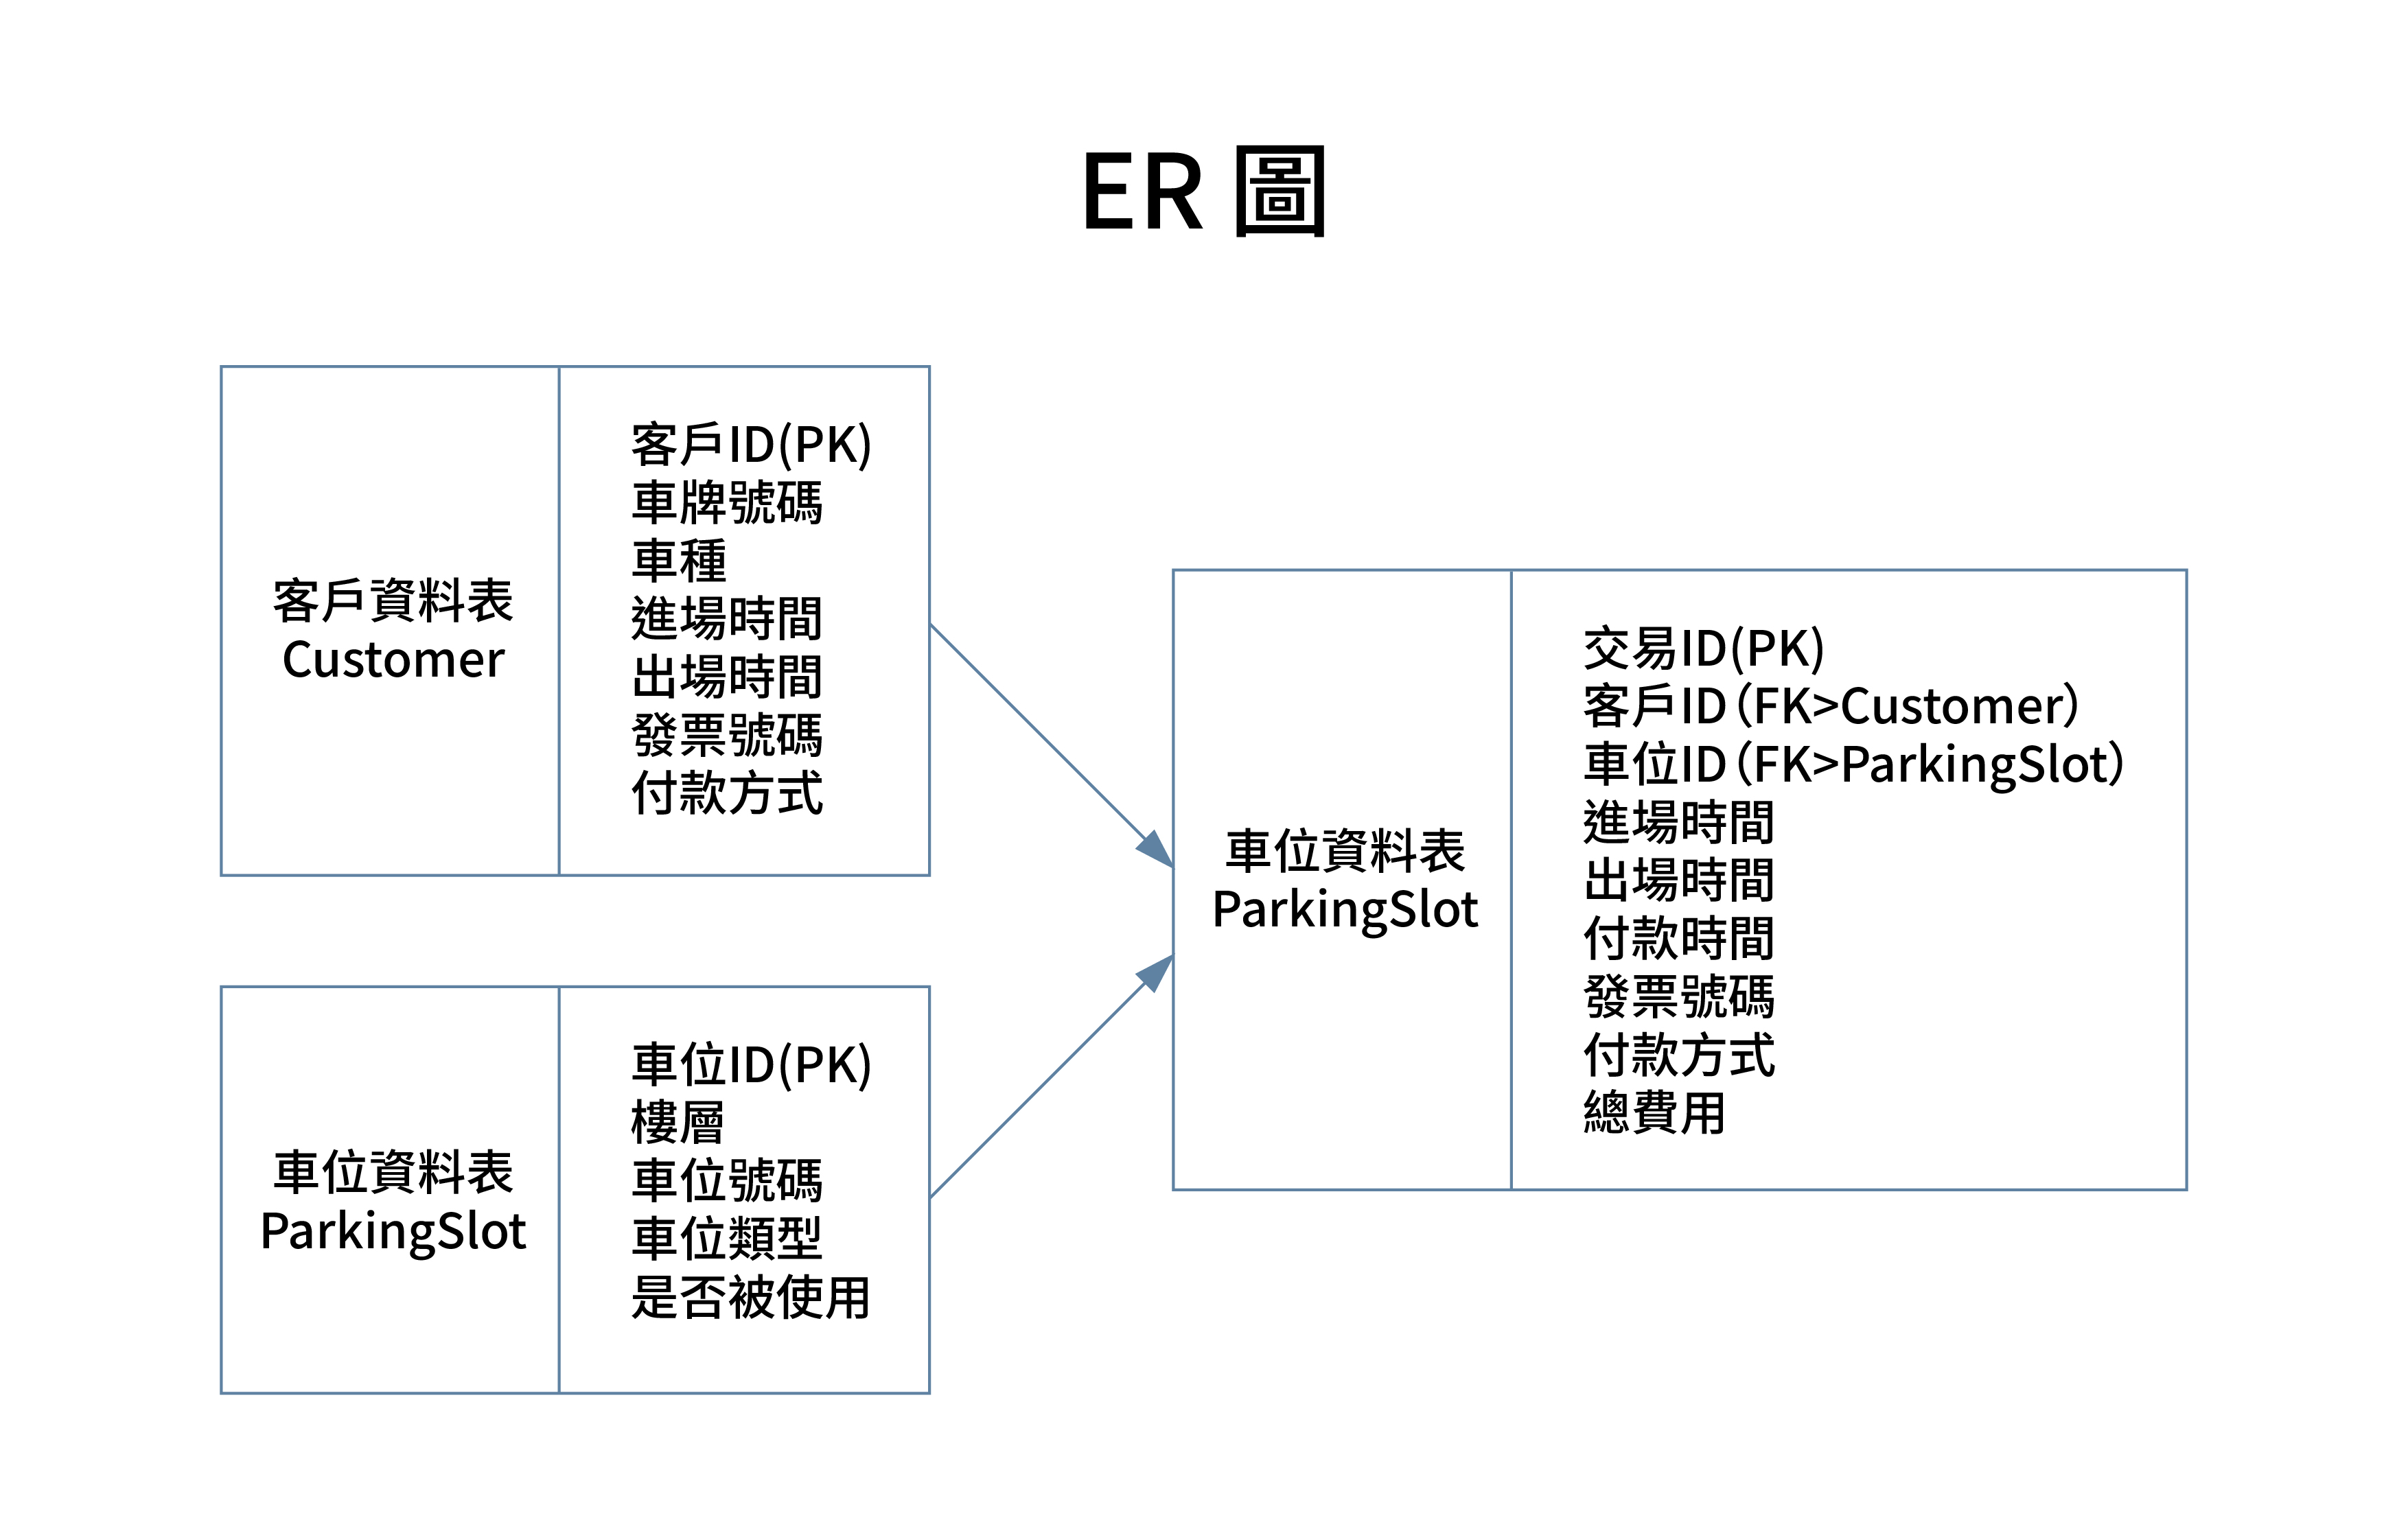 ER 圖
客戶資料表
Customer
客戶ID(PK)
車牌號碼
車種
進場時間
出場時間
發票號碼
付款方式
車位資料表
ParkingSlot
車位ID(PK)
樓層
車位號碼
車位類型
是否被使用
車位資料表
ParkingSlot
交易ID(PK)
客戶ID（FK>Customer）
車位ID（FK>ParkingSlot）
進場時間
出場時間
付款時間
發票號碼
付款方式
總費用